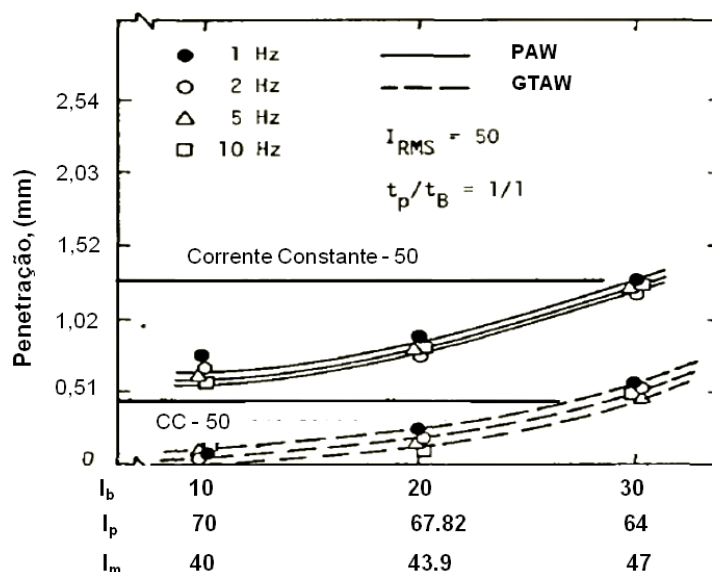 1 Hz
2 Hz
5 Hz
10 Hz
PAW
GTAW
I_RMS = 50
t_p/t_B = 1/1
Penetração, (mm)
2,54
2,03
1,52
1,02
0,51
0
Corrente Constante - 50
CC - 50
I_b 10 20 30
I_p 70 67.82 64
I_m 40 43.9 47